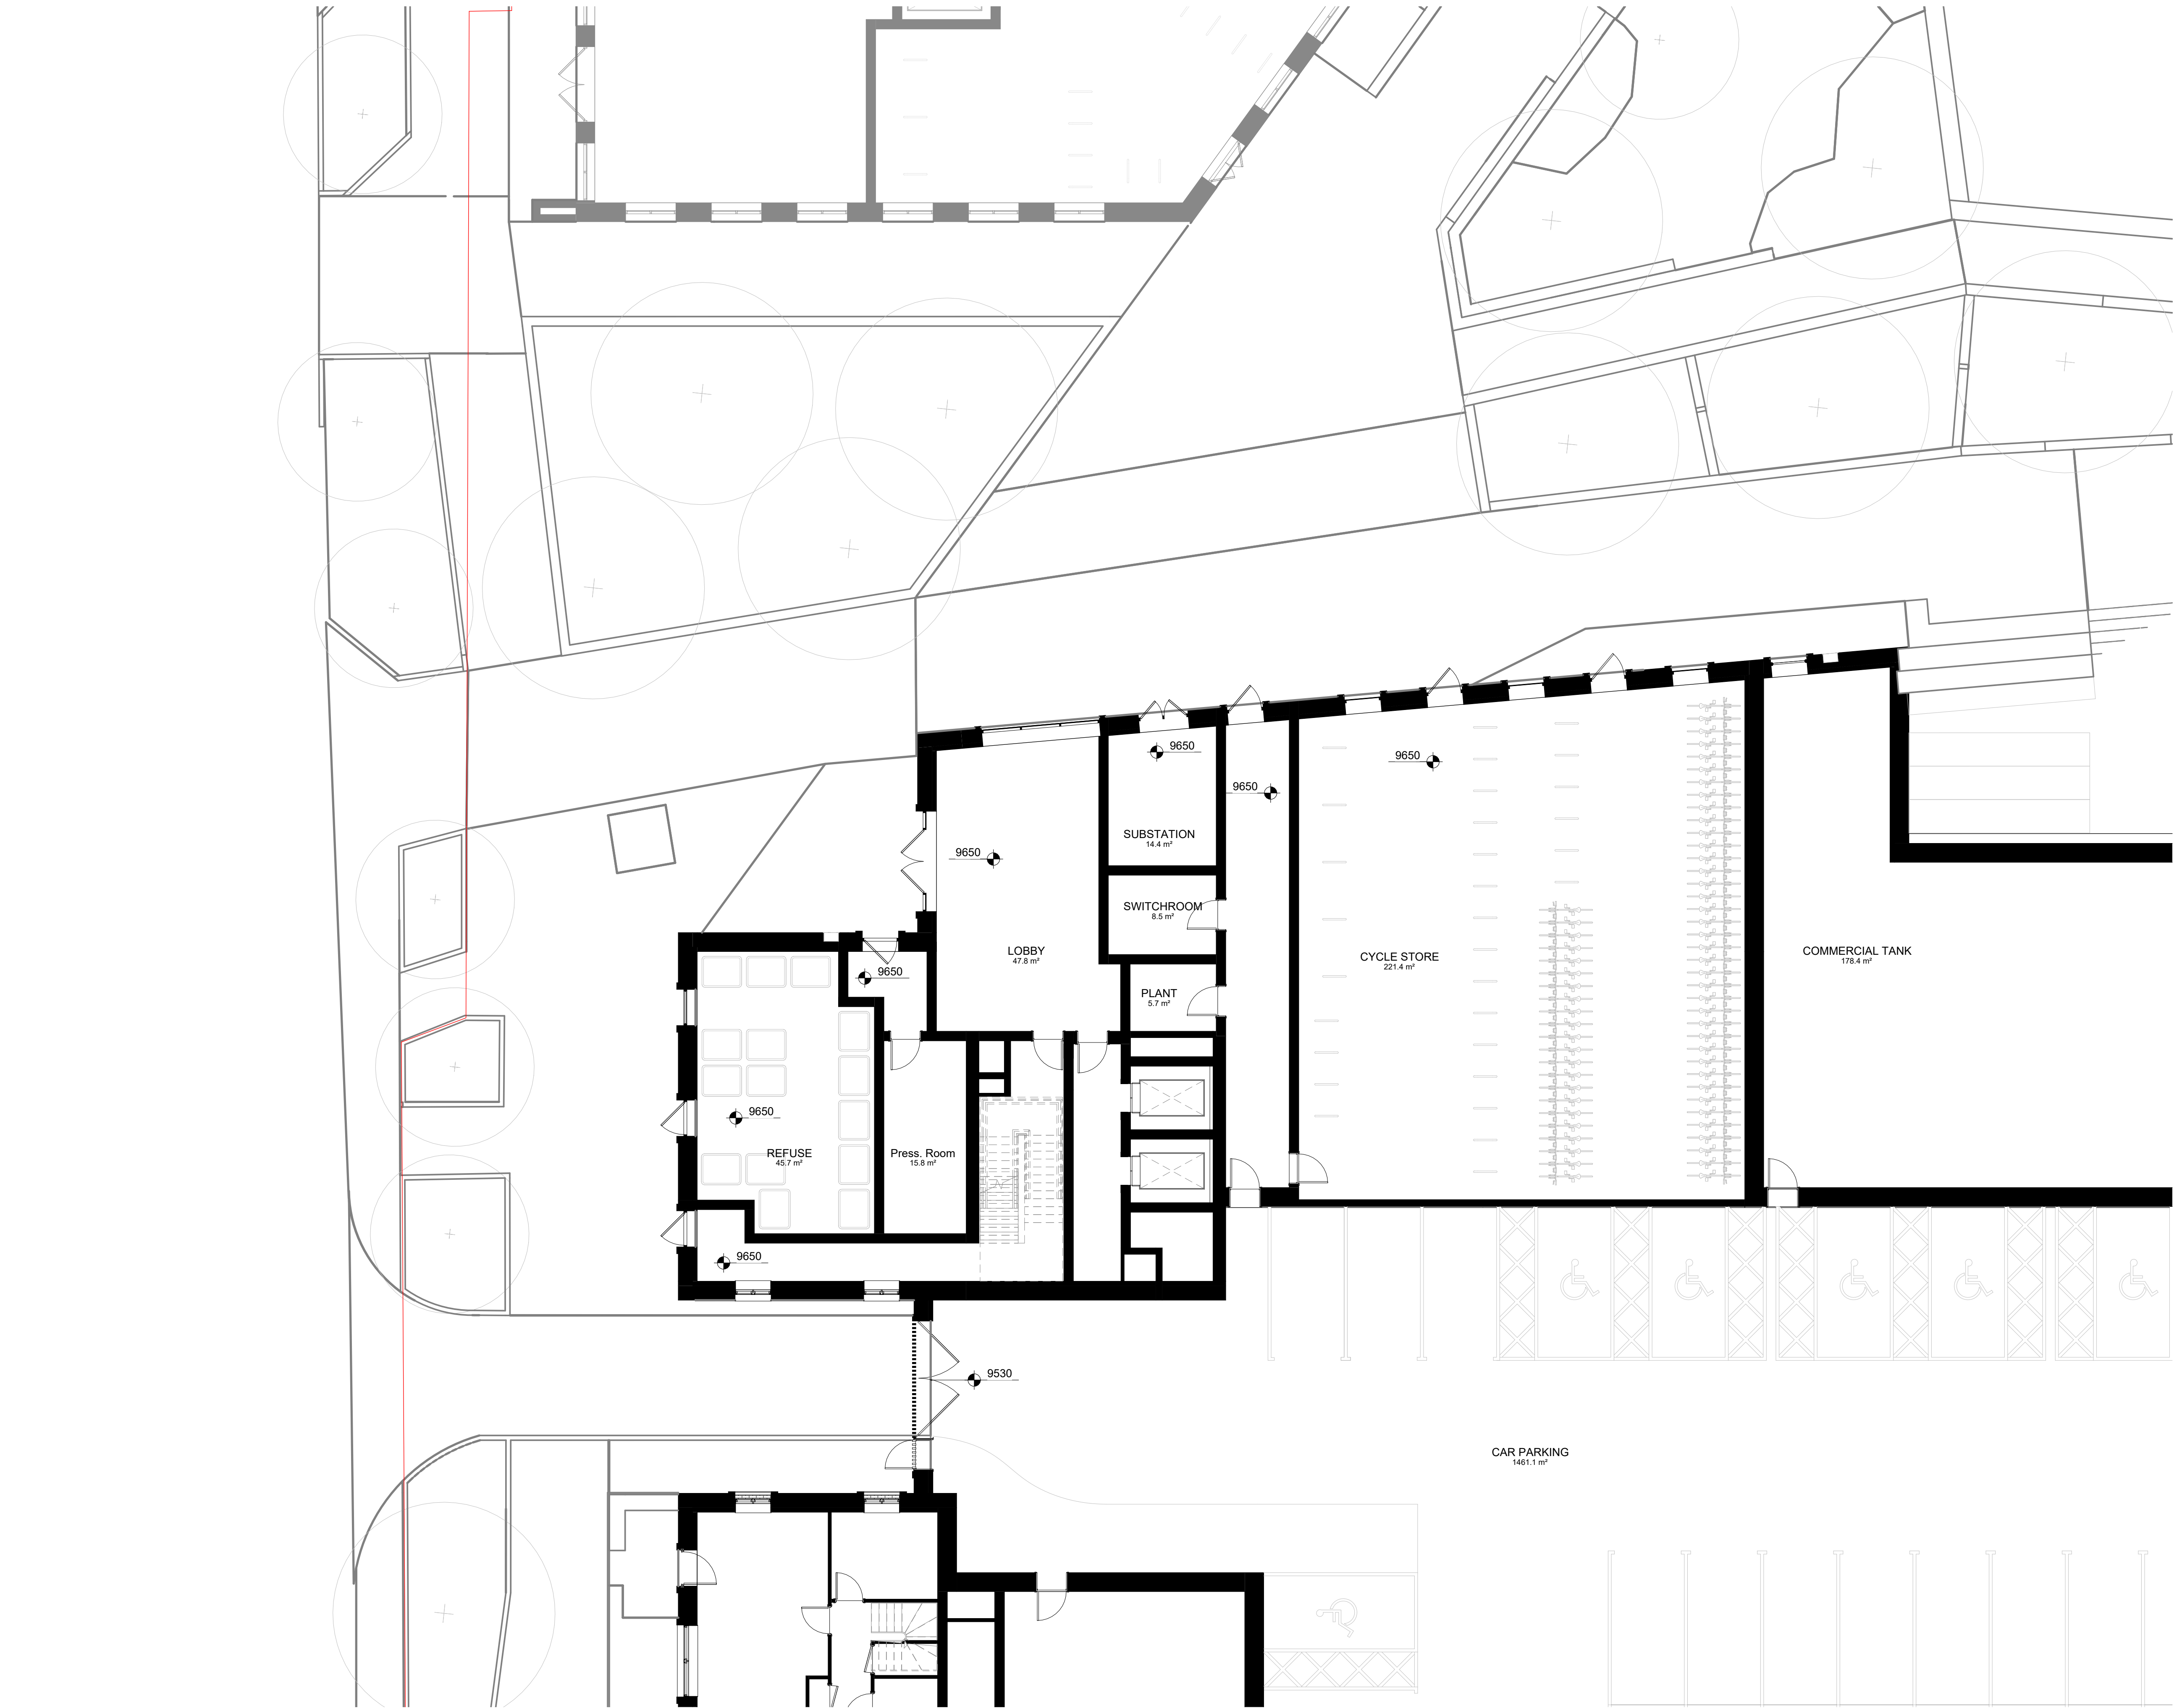 9650
9650
9650
SUBSTATION
14.4 m²
9650
SWITCHROOM
8.5 m²
LOBBY
47.8 m²
CYCLE STORE
221.4 m²
COMMERCIAL TANK
178.4 m²
9650
PLANT
5.7 m²
9650
REFUSE
45.7 m²
Press. Room
15.8 m²
9650
9530
CAR PARKING
1461.1 m²